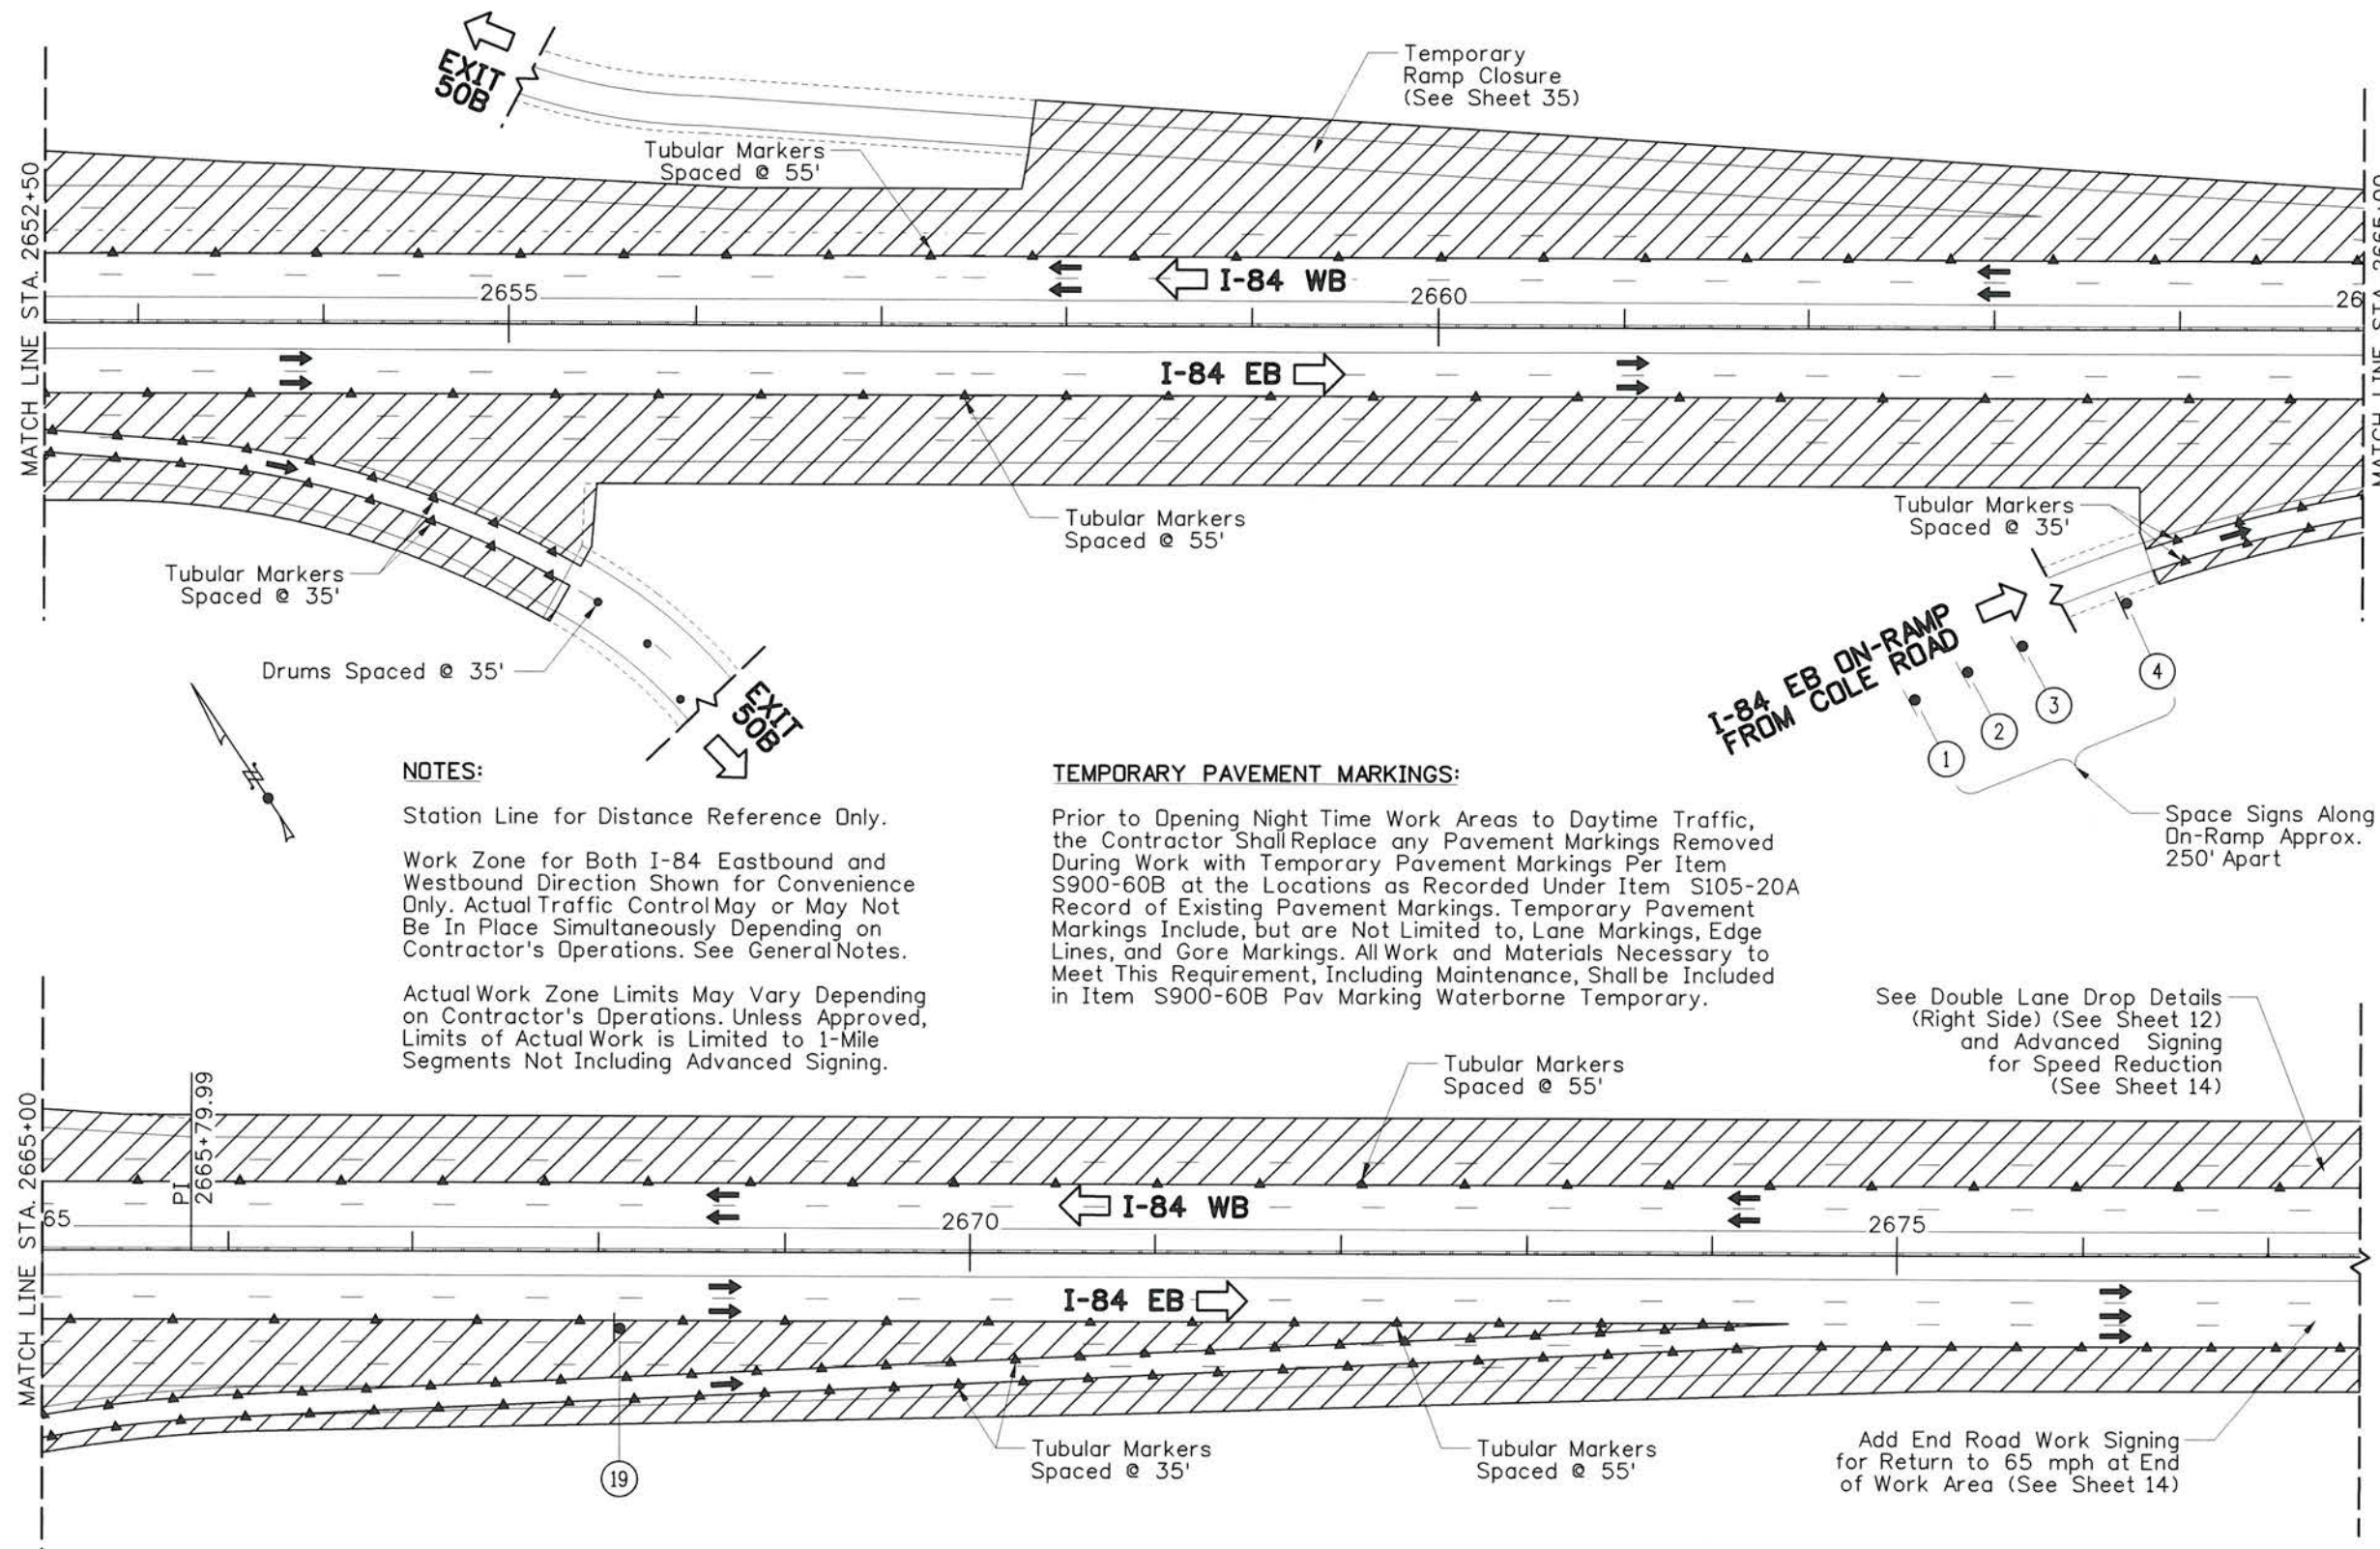 EXIT
50B
Temporary
Ramp Closure
(See Sheet 35)
Tubular Markers
Spaced @ 55'
MATCH LINE STA. 2652+50
2655
I-84 WB
2660
26
MATCH LINE STA. 2665+00
I-84 EB
Tubular Markers
Spaced @ 55'
Tubular Markers
Spaced @ 35'
Tubular Markers
Spaced @ 35'
Drums Spaced @ 35'
EXIT
50B
I-84 EB ON-RAMP
FROM COLE ROAD
1
2
3
4
Space Signs Along
On-Ramp Approx.
250' Apart
NOTES:
Station Line for Distance Reference Only.
Work Zone for Both I-84 Eastbound and
Westbound Direction Shown for Convenience
Only. Actual Traffic Control May or May Not
Be In Place Simultaneously Depending on
Contractor's Operations. See General Notes.
Actual Work Zone Limits May Vary Depending
on Contractor's Operations. Unless Approved,
Limits of Actual Work is Limited to 1-Mile
Segments Not Including Advanced Signing.
TEMPORARY PAVEMENT MARKINGS:
Prior to Opening Night Time Work Areas to Daytime Traffic,
the Contractor Shall Replace any Pavement Markings Removed
During Work with Temporary Pavement Markings Per Item
S900-60B at the Locations as Recorded Under Item S105-20A
Record of Existing Pavement Markings. Temporary Pavement
Markings Include, but are Not Limited to, Lane Markings, Edge
Lines, and Gore Markings. All Work and Materials Necessary to
Meet This Requirement, Including Maintenance, Shall be Included
in Item S900-60B Pav Marking Waterborne Temporary.
See Double Lane Drop Details
(Right Side) (See Sheet 12)
and Advanced Signing
for Speed Reduction
(See Sheet 14)
Tubular Markers
Spaced @ 55'
MATCH LINE STA. 2665+00
PI
2665+79.99
65
I-84 WB
2670
2675
I-84 EB
19
Tubular Markers
Spaced @ 35'
Tubular Markers
Spaced @ 55'
Add End Road Work Signing
for Return to 65 mph at End
of Work Area (See Sheet 14)